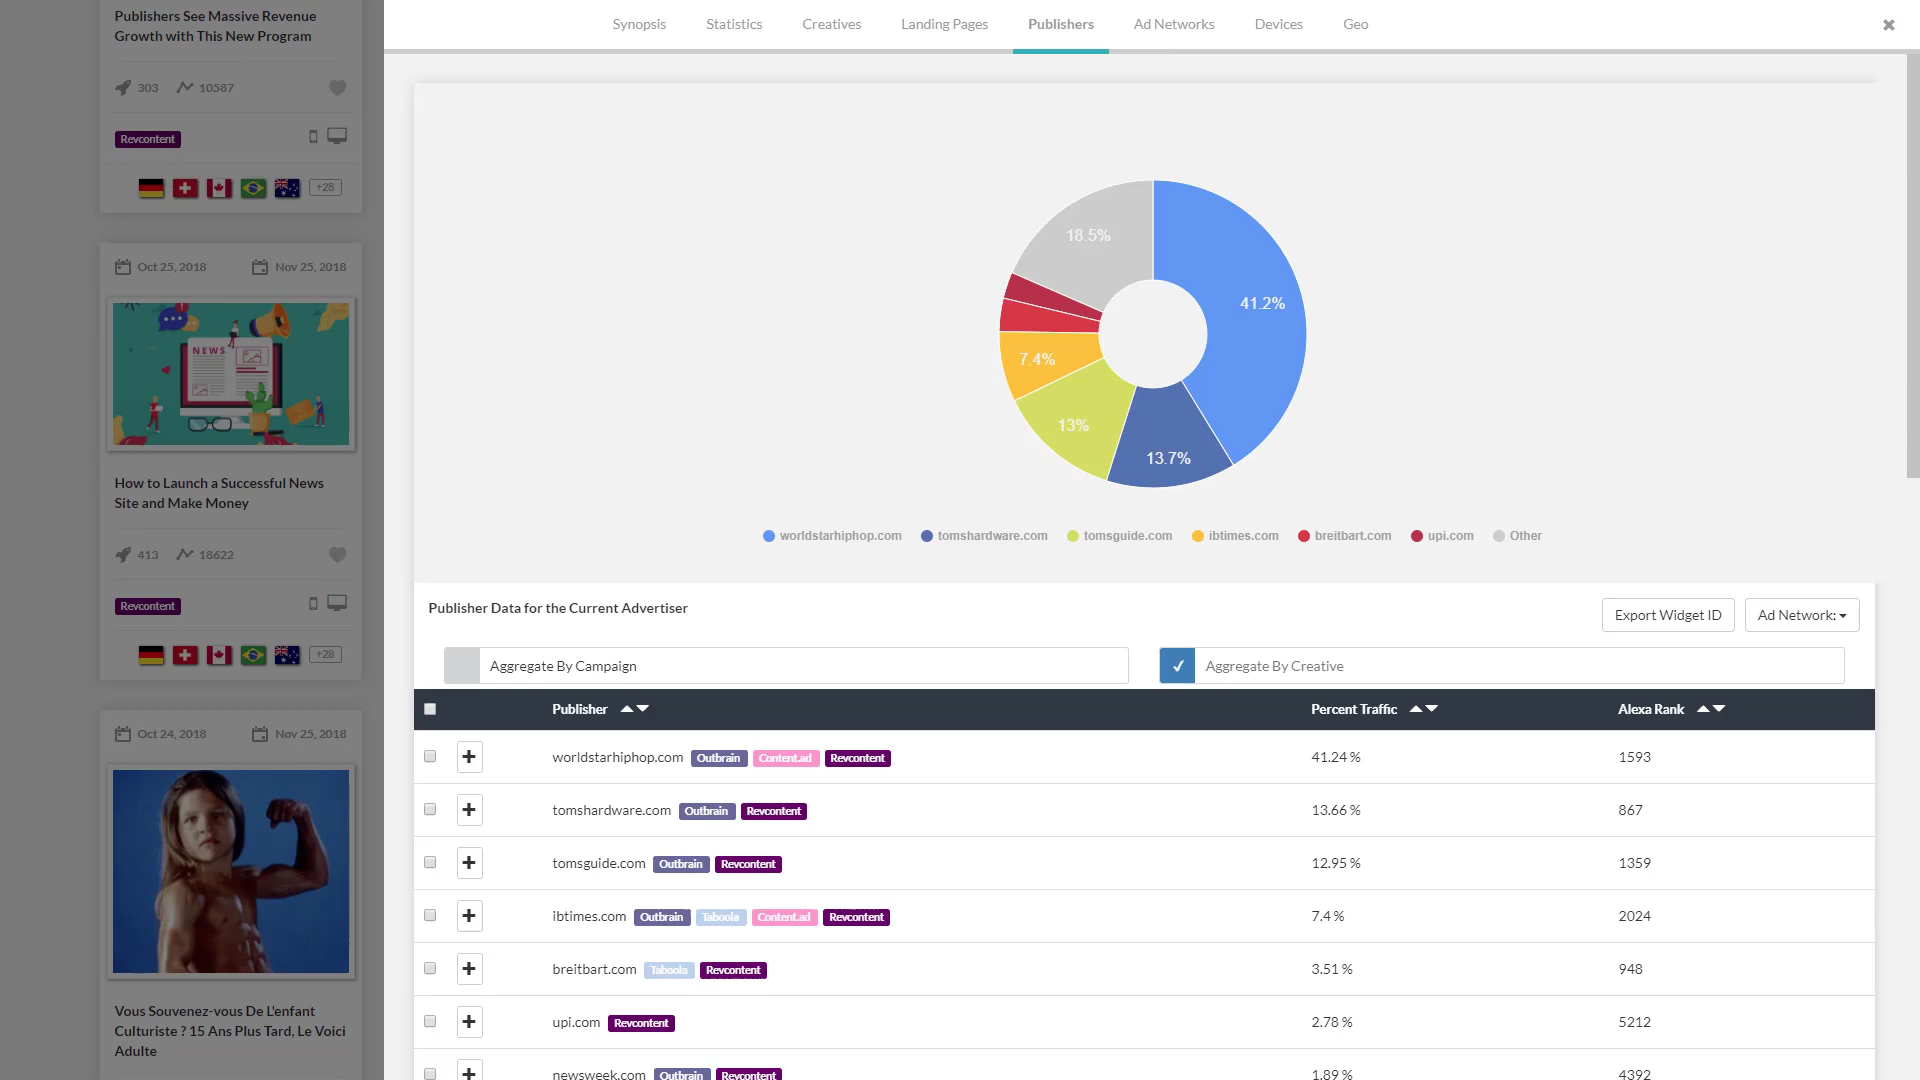 Publishers See Massive Revenue
Growth with This New Program
303 10587
Revcontent
+28
Oct 25, 2018 Nov 25, 2018
NEWS
How to Launch a Successful News
Site and Make Money
413 18622
Revcontent
+28
Oct 24, 2018 Nov 25, 2018
Vous Souvenez-vous De L'enfant
Culturiste ? 15 Ans Plus Tard, Le Voici
Adulte
Synopsis Statistics Creatives Landing Pages Publishers Ad Networks Devices Geo
18.5%
41.2%
7.4%
13%
13.7%
worldstarhiphop.com tomshardware.com tomsguide.com ibtimes.com breitbart.com upi.com Other
Publisher Data for the Current Advertiser
Export Widget ID Ad Network:
Aggregate By Campaign Aggregate By Creative
Publisher Percent Traffic Alexa Rank
worldstarhiphop.com Outbrain Content.ad Revcontent 41.24 % 1593
tomshardware.com Outbrain Revcontent 13.66 % 867
tomsguide.com Outbrain Revcontent 12.95 % 1359
ibtimes.com Outbrain Taboola Content.ad Revcontent 7.4 % 2024
breitbart.com Taboola Revcontent 3.51 % 948
upi.com Revcontent 2.78 % 5212
newsweek.com Outbrain Revcontent 1.89 % 4392